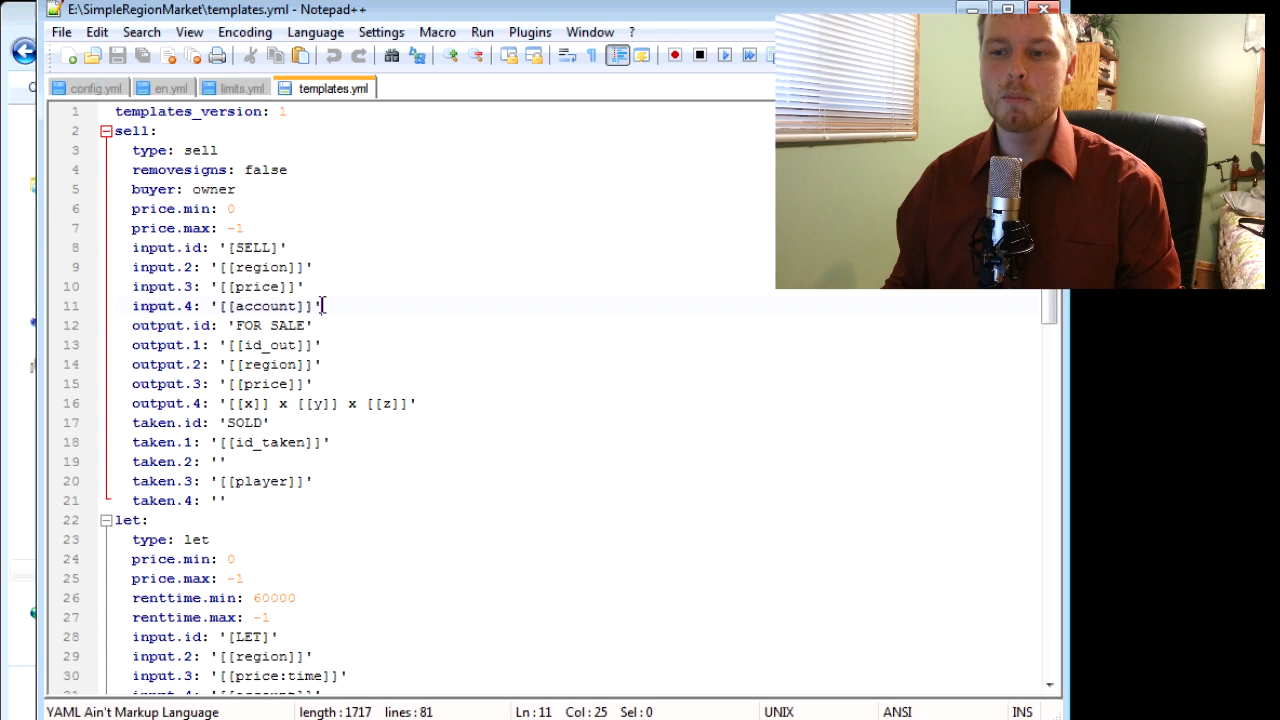 E:\SimpleRegionMarket\templates.yml - Notepad++
File Edit Search View Encoding Language Settings Macro Run Plugins Window ?
config.yml en.yml limits.yml templates.yml
1 templates_version: 1
2 sell:
3 type: sell
4 removesigns: false
5 buyer: owner
6 price.min: 0
7 price.max: -1
8 input.id: '[SELL]'
9 input.2: '[[region]]'
10 input.3: '[[price]]'
11 input.4: '[[account]]'
12 output.id: 'FOR SALE'
13 output.1: '[[id_out]]'
14 output.2: '[[region]]'
15 output.3: '[[price]]'
16 output.4: '[[x]] x [[y]] x [[z]]'
17 taken.id: 'SOLD'
18 taken.1: '[[id_taken]]'
19 taken.2: ''
20 taken.3: '[[player]]'
21 taken.4: ''
22 let:
23 type: let
24 price.min: 0
25 price.max: -1
26 renttime.min: 60000
27 renttime.max: -1
28 input.id: '[LET]'
29 input.2: '[[region]]'
30 input.3: '[[price:time]]'
YAML Ain't Markup Language length:1717 lines:81 Ln:11 Col:25 Sel:0 UNIX ANSI INS